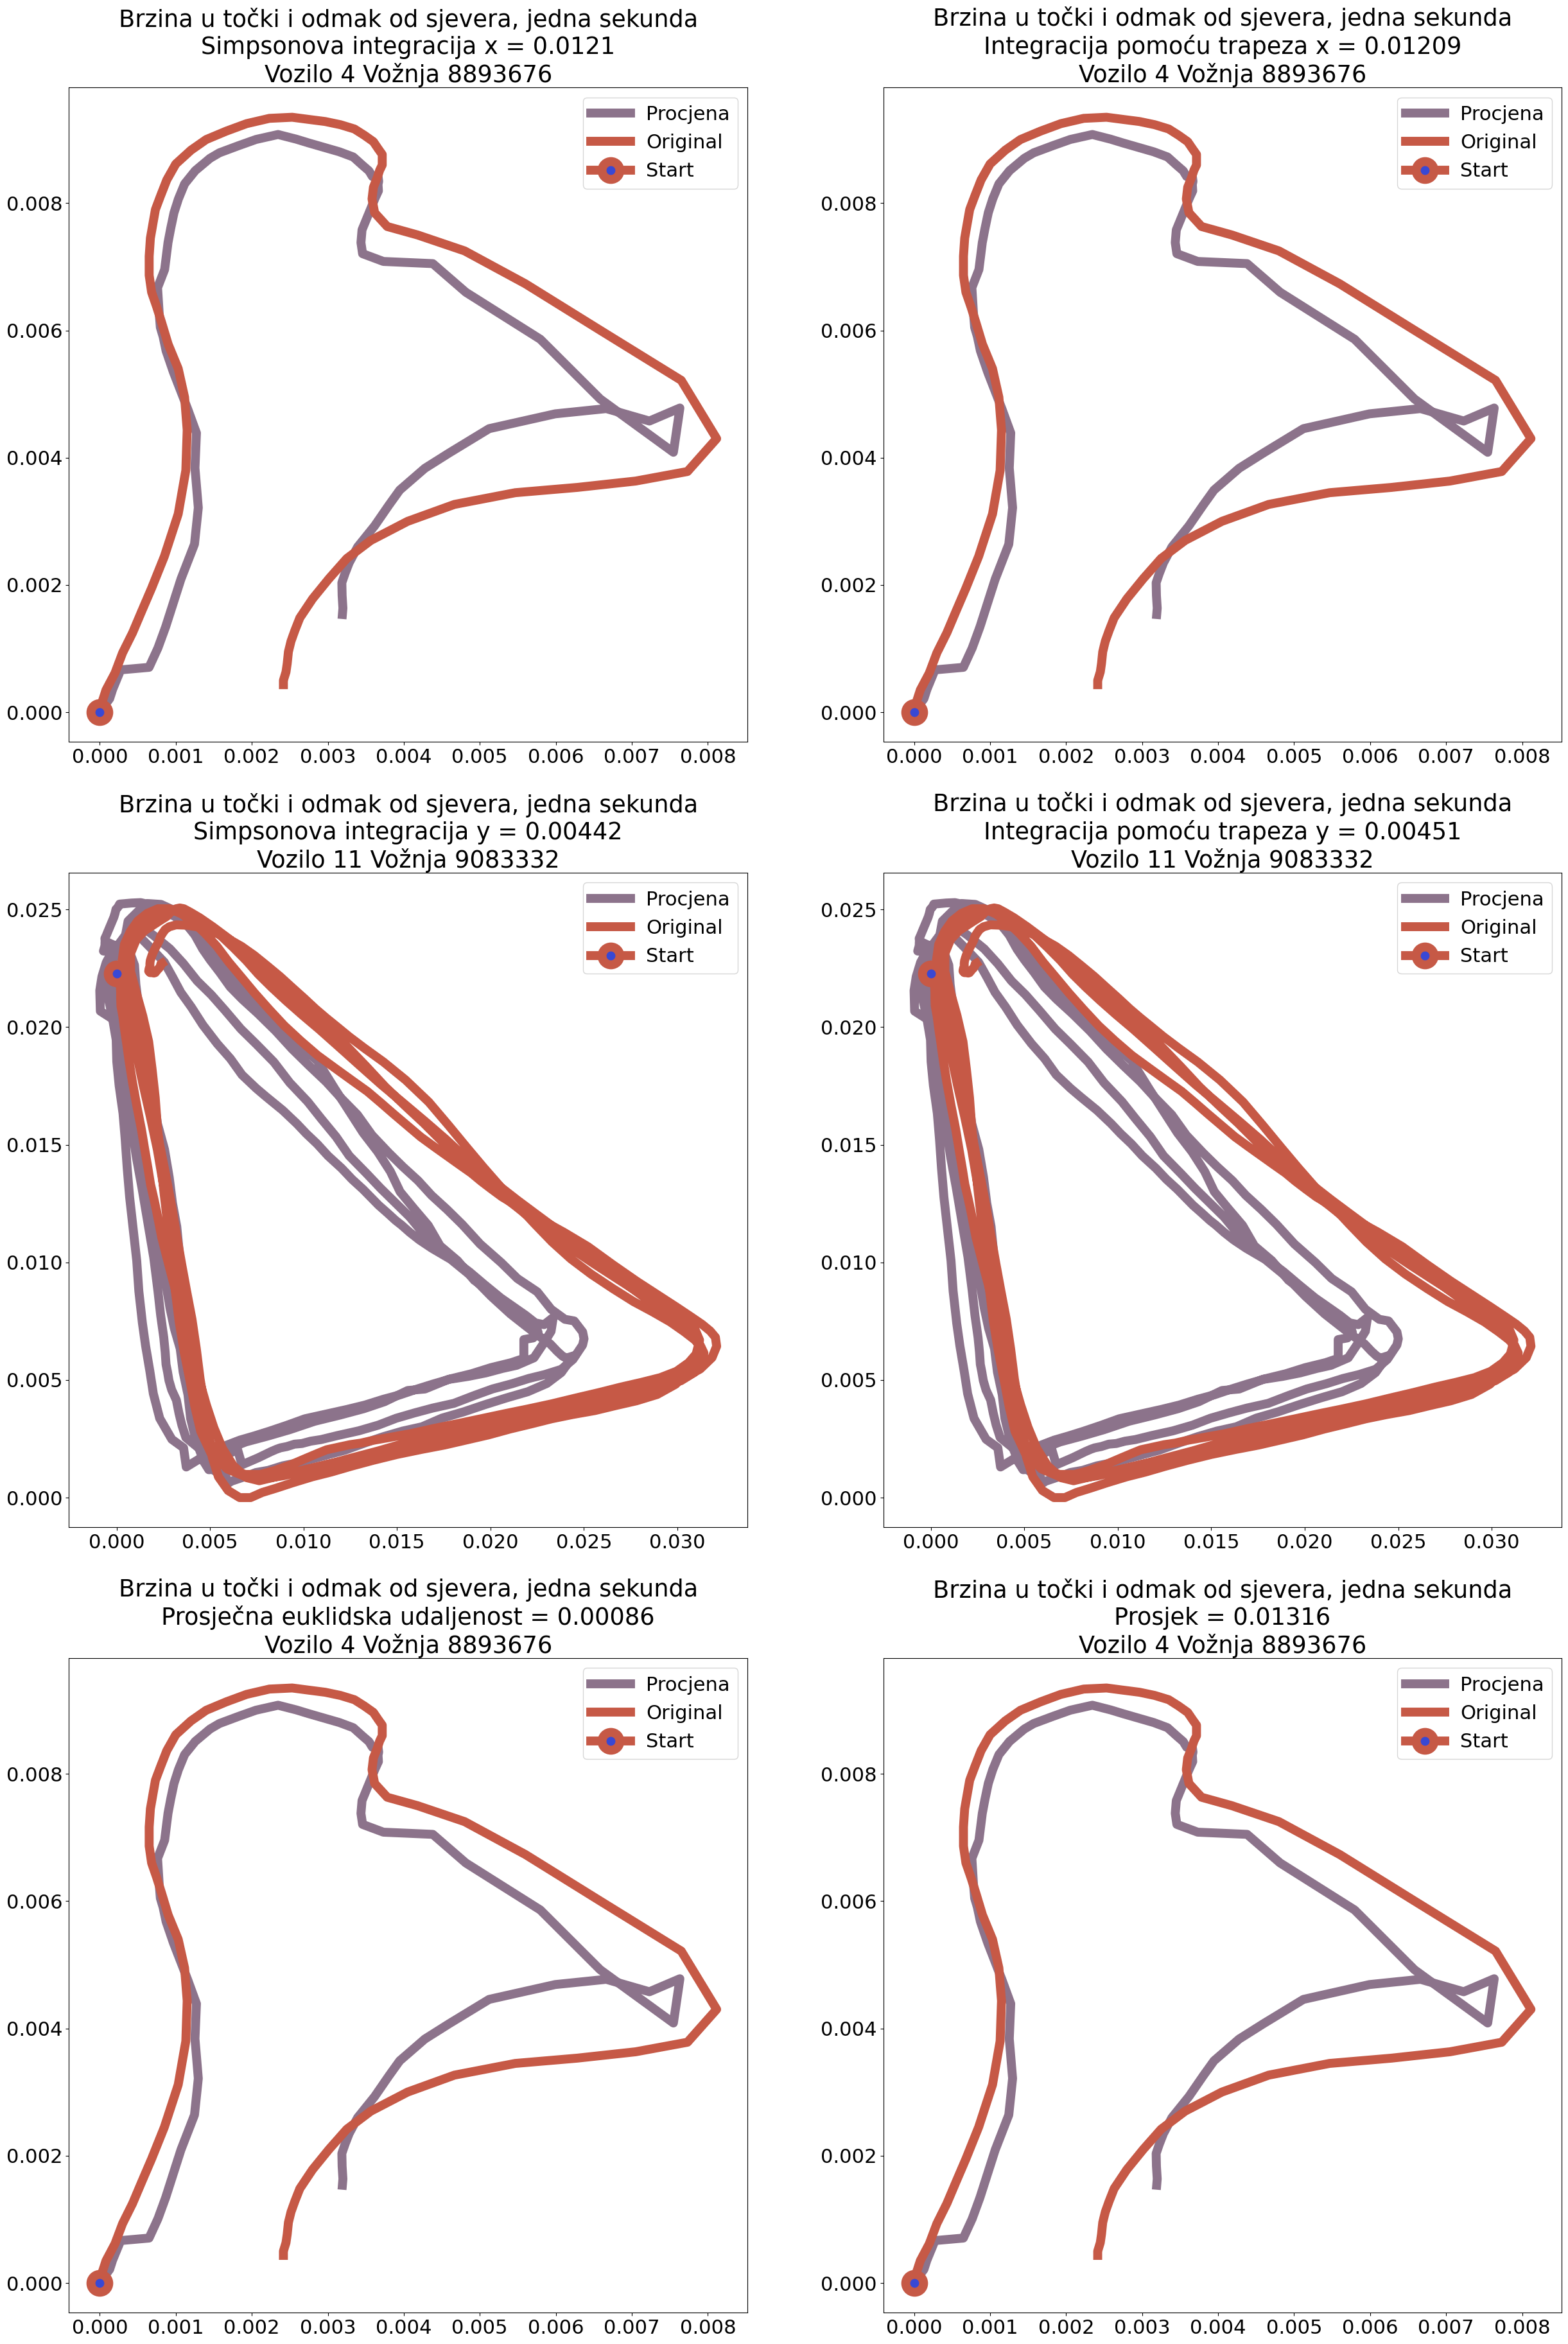 Brzina u točki i odmak od sjevera, jedna sekunda
Simpsonova integracija x = 0.0121
Vozilo 4 Vožnja 8893676
Procjena
Original
Start
0.008
0.006
0.004
0.002
0.000
0.000 0.001 0.002 0.003 0.004 0.005 0.006 0.007 0.008
Brzina u točki i odmak od sjevera, jedna sekunda
Integracija pomoću trapeza x = 0.01209
Vozilo 4 Vožnja 8893676
Procjena
Original
Start
0.008
0.006
0.004
0.002
0.000
0.000 0.001 0.002 0.003 0.004 0.005 0.006 0.007 0.008
Brzina u točki i odmak od sjevera, jedna sekunda
Simpsonova integracija y = 0.00442
Vozilo 11 Vožnja 9083332
Procjena
Original
Start
0.025
0.020
0.015
0.010
0.005
0.000
0.000 0.005 0.010 0.015 0.020 0.025 0.030
Brzina u točki i odmak od sjevera, jedna sekunda
Integracija pomoću trapeza y = 0.00451
Vozilo 11 Vožnja 9083332
Procjena
Original
Start
0.025
0.020
0.015
0.010
0.005
0.000
0.000 0.005 0.010 0.015 0.020 0.025 0.030
Brzina u točki i odmak od sjevera, jedna sekunda
Prosječna euklidska udaljenost = 0.00086
Vozilo 4 Vožnja 8893676
Procjena
Original
Start
0.008
0.006
0.004
0.002
0.000
0.000 0.001 0.002 0.003 0.004 0.005 0.006 0.007 0.008
Brzina u točki i odmak od sjevera, jedna sekunda
Prosjek = 0.01316
Vozilo 4 Vožnja 8893676
Procjena
Original
Start
0.008
0.006
0.004
0.002
0.000
0.000 0.001 0.002 0.003 0.004 0.005 0.006 0.007 0.008